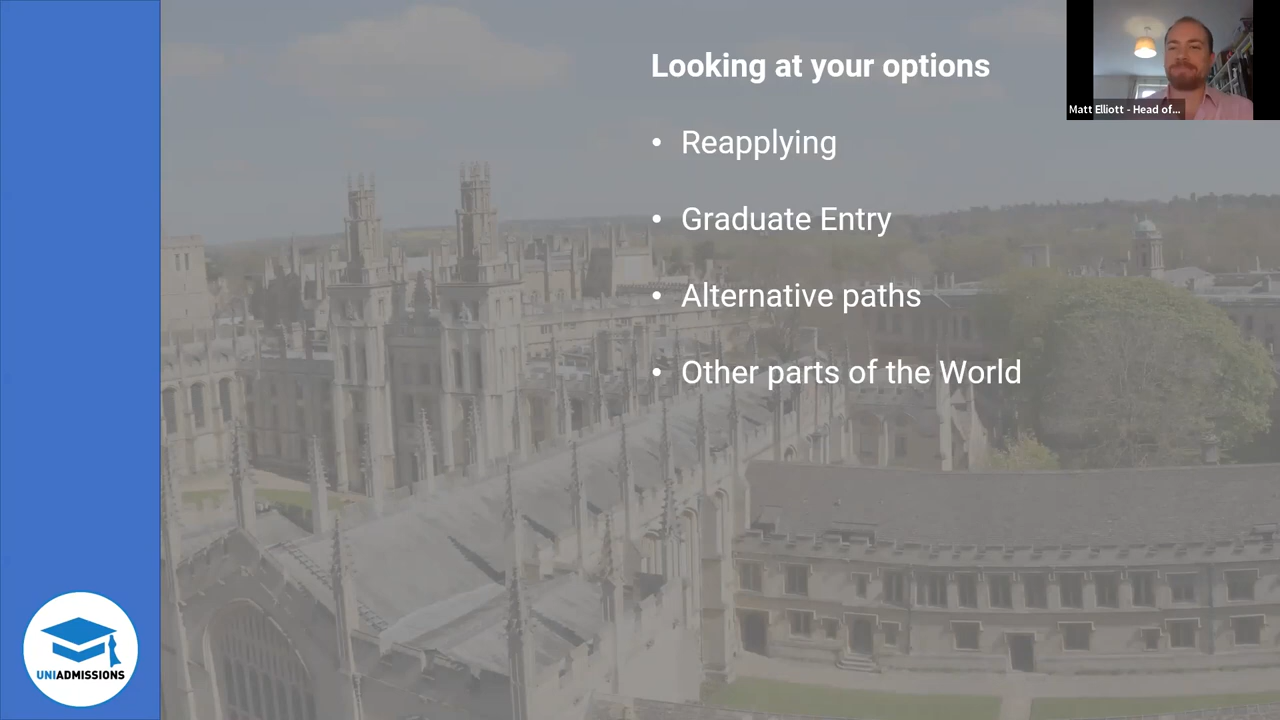 Looking at your options
Matt Elliott - Head of...
• Reapplying
• Graduate Entry
• Alternative paths
• Other parts of the World
UNIADMISSIONS